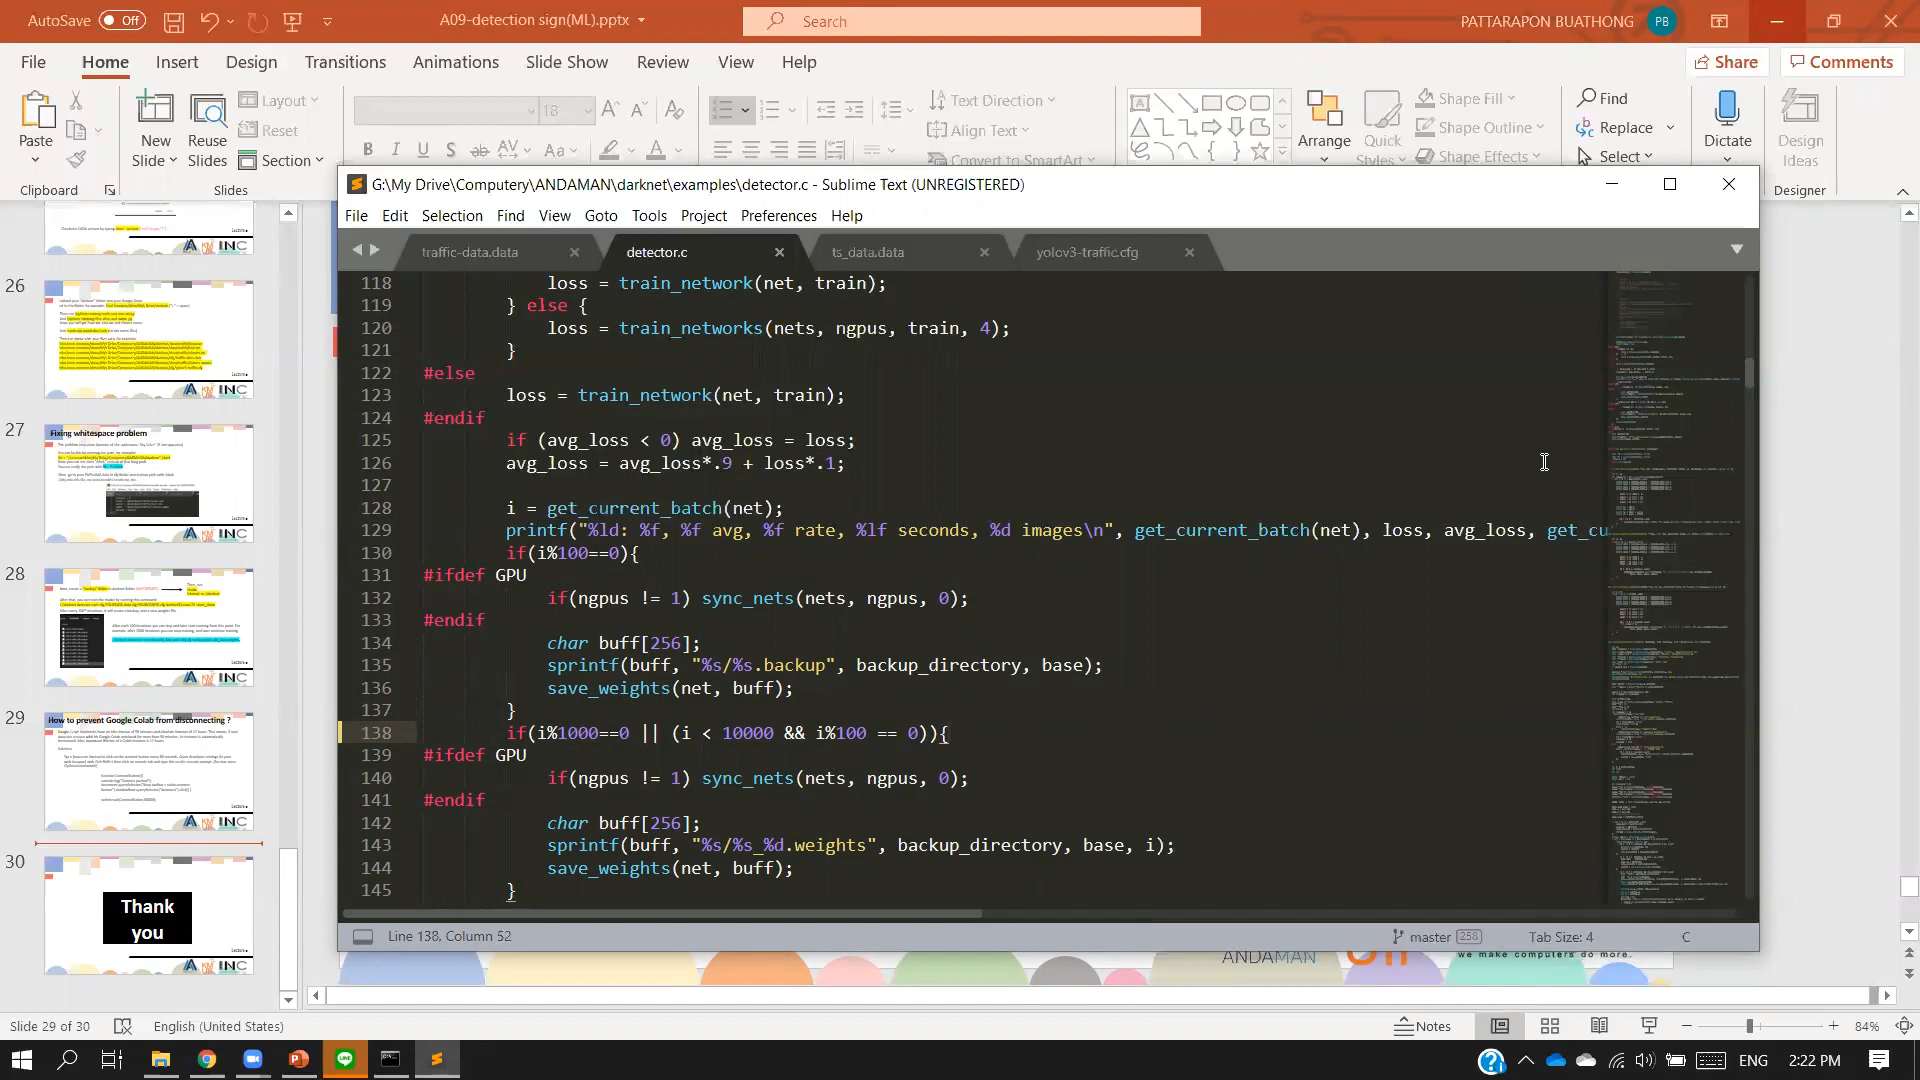 AutoSave Off
A09-detection sign(ML).pptx
Search
PATTARAPON BUATHONG
PB
File Home Insert Design Transitions Animations Slide Show Review View Help
Share
Comments
Paste
New Slide
Reuse Slides
Layout
Reset
Section
18
Text Direction
Align Text
Convert to SmartArt
Arrange
Quick Styles
Shape Fill
Shape Outline
Shape Effects
Find
Replace
Select
Dictate
Design Ideas
Clipboard
Slides
Designer
G:\My Drive\Computery\ANDAMAN\darknet\examples\detector.c - Sublime Text (UNREGISTERED)
File Edit Selection Find View Goto Tools Project Preferences Help
traffic-data.data
detector.c
ts_data.data
yolov3-traffic.cfg
118 loss = train_network(net, train);
119 } else {
120 loss = train_networks(nets, ngpus, train, 4);
121 }
122 #else
123 loss = train_network(net, train);
124 #endif
125 if (avg_loss < 0) avg_loss = loss;
126 avg_loss = avg_loss*.9 + loss*.1;
127
128 i = get_current_batch(net);
129 printf("%ld: %f, %f avg, %f rate, %lf seconds, %d images\n", get_current_batch(net), loss, avg_loss, get_cu
130 if(i%100==0){
131 #ifdef GPU
132 if(ngpus != 1) sync_nets(nets, ngpus, 0);
133 #endif
134 char buff[256];
135 sprintf(buff, "%s/%s.backup", backup_directory, base);
136 save_weights(net, buff);
137 }
138 if(i%1000==0 || (i < 10000 && i%100 == 0)){
139 #ifdef GPU
140 if(ngpus != 1) sync_nets(nets, ngpus, 0);
141 #endif
142 char buff[256];
143 sprintf(buff, "%s/%s_%d.weights", backup_directory, base, i);
144 save_weights(net, buff);
145 }
Line 138, Column 52
master 258
Tab Size: 4
C
26
27
Fixing whitespace problem
28
29
How to prevent Google Colab from disconnecting ?
30
Thank
you
ANDAMAN
we make computers do more.
Slide 29 of 30
English (United States)
Notes
84%
ENG
2:22 PM